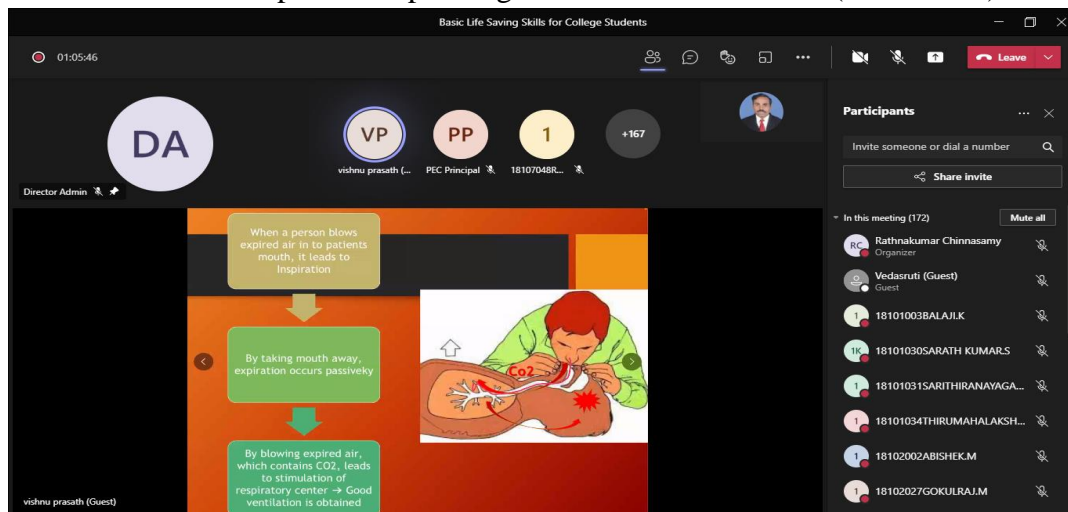 Basic Life Saving Skills for College Students
01:05:46
Leave
DA
VP
PP
1
+167
vishnu prasath (...
PEC Principal
18107048R...
Director Admin
Participants
Invite someone or dial a number
Share invite
In this meeting (172)
Mute all
RC
Rathnakumar Chinnasamy
Organizer
Vedasruti (Guest)
Guest
1
18101003BALAJI.K
1K
18101030SARATH KUMAR.S
1
18101031SARITHIRANAYAGA...
1
18101034THIRUMAHALAKSH...
1
18102002ABISHEK.M
1
18102027GOKULRAJ.M
When a person blows
expired air in to patients
mouth, it leads to
Inspiration
By taking mouth away,
expiration occurs passiveky
By blowing expired air,
which contains CO2, leads
to stimulation of
respiratory center → Good
ventilation is obtained
Co2
vishnu prasath (Guest)